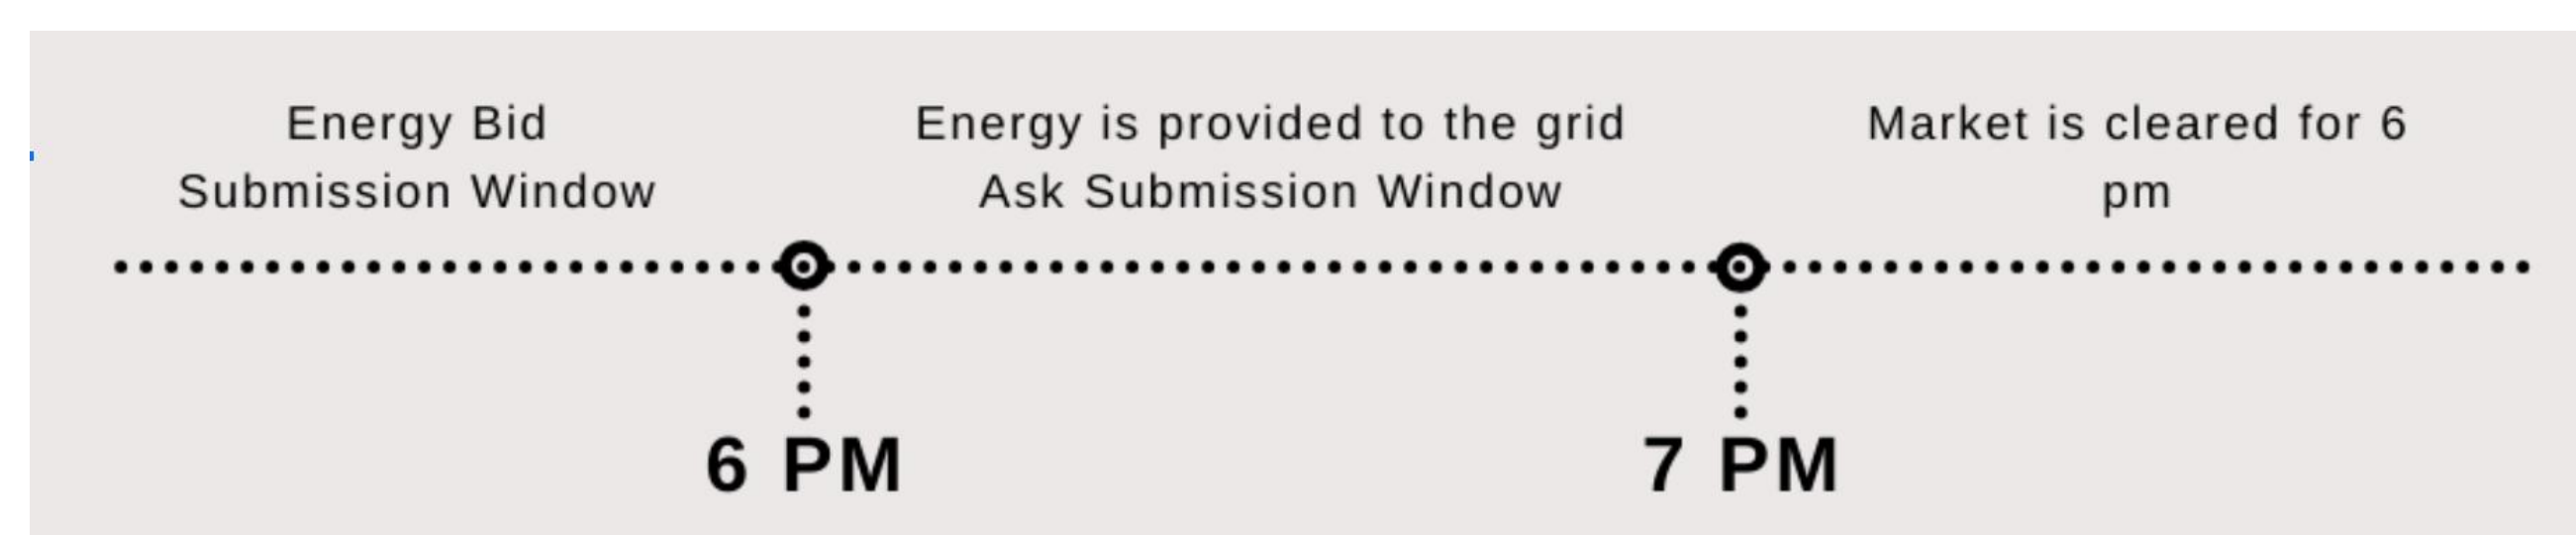 Energy Bid
Submission Window
Energy is provided to the grid
Ask Submission Window
Market is cleared for 6
pm
6 PM
7 PM